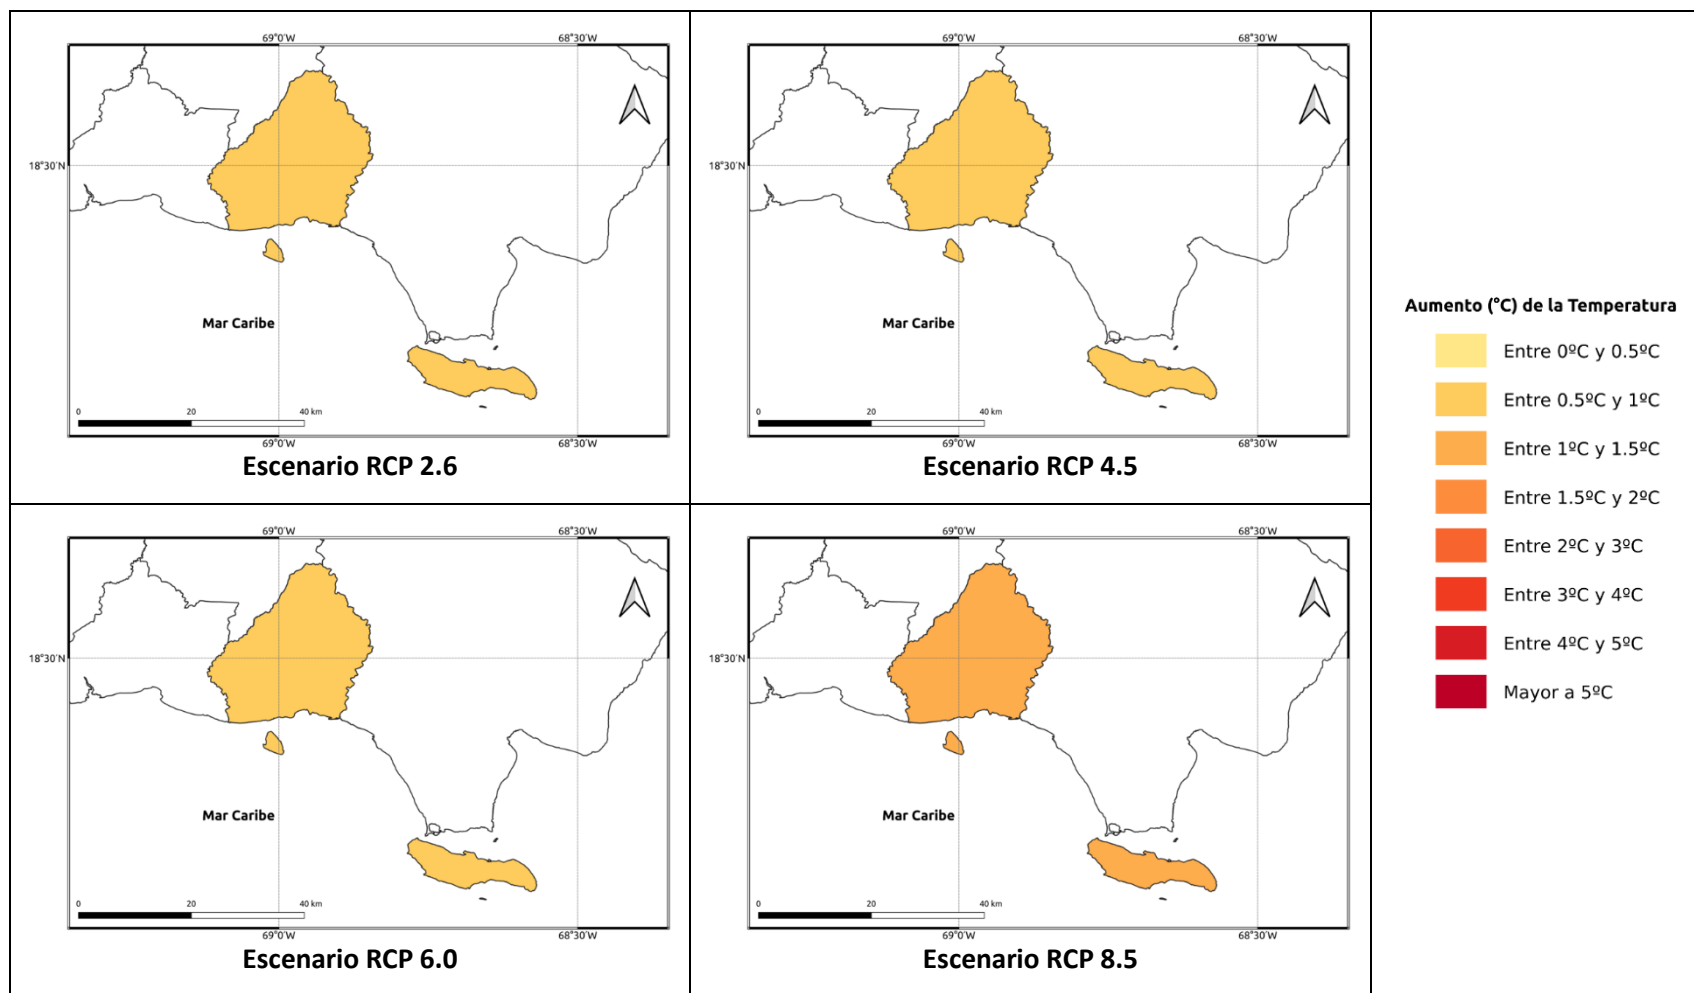 69°0′W
68°30′W
18°30′N
Mar Caribe
0
20
40 km
69°0′W
68°30′W
Escenario RCP 2.6
69°0′W
68°30′W
18°30′N
Mar Caribe
0
20
40 km
69°0′W
68°30′W
Escenario RCP 4.5
69°0′W
68°30′W
18°30′N
Mar Caribe
0
20
40 km
69°0′W
68°30′W
Escenario RCP 6.0
69°0′W
68°30′W
18°30′N
Mar Caribe
0
20
40 km
69°0′W
68°30′W
Escenario RCP 8.5
Aumento (°C) de la Temperatura
Entre 0ºC y 0.5ºC
Entre 0.5ºC y 1ºC
Entre 1ºC y 1.5ºC
Entre 1.5ºC y 2ºC
Entre 2ºC y 3ºC
Entre 3ºC y 4ºC
Entre 4ºC y 5ºC
Mayor a 5ºC